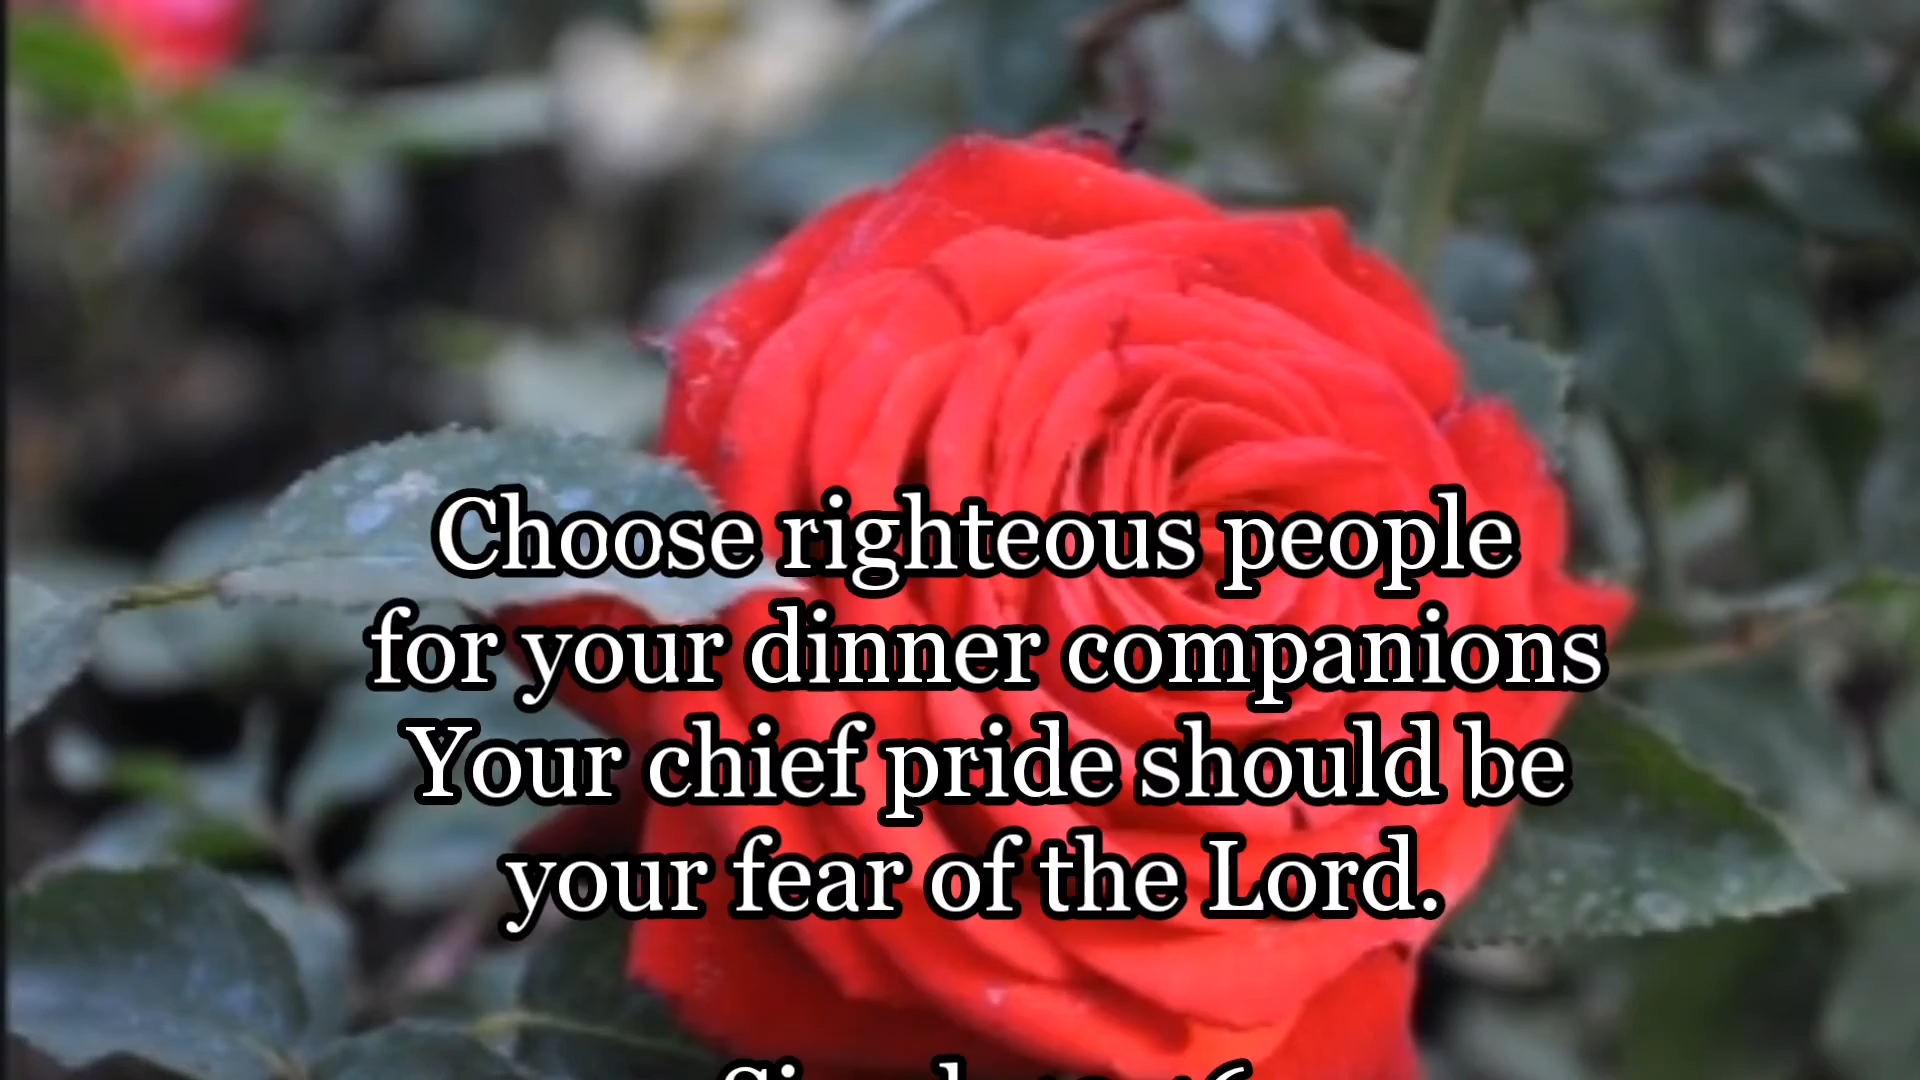 Choose righteous people
for your dinner companions
Your chief pride should be
your fear of the Lord.